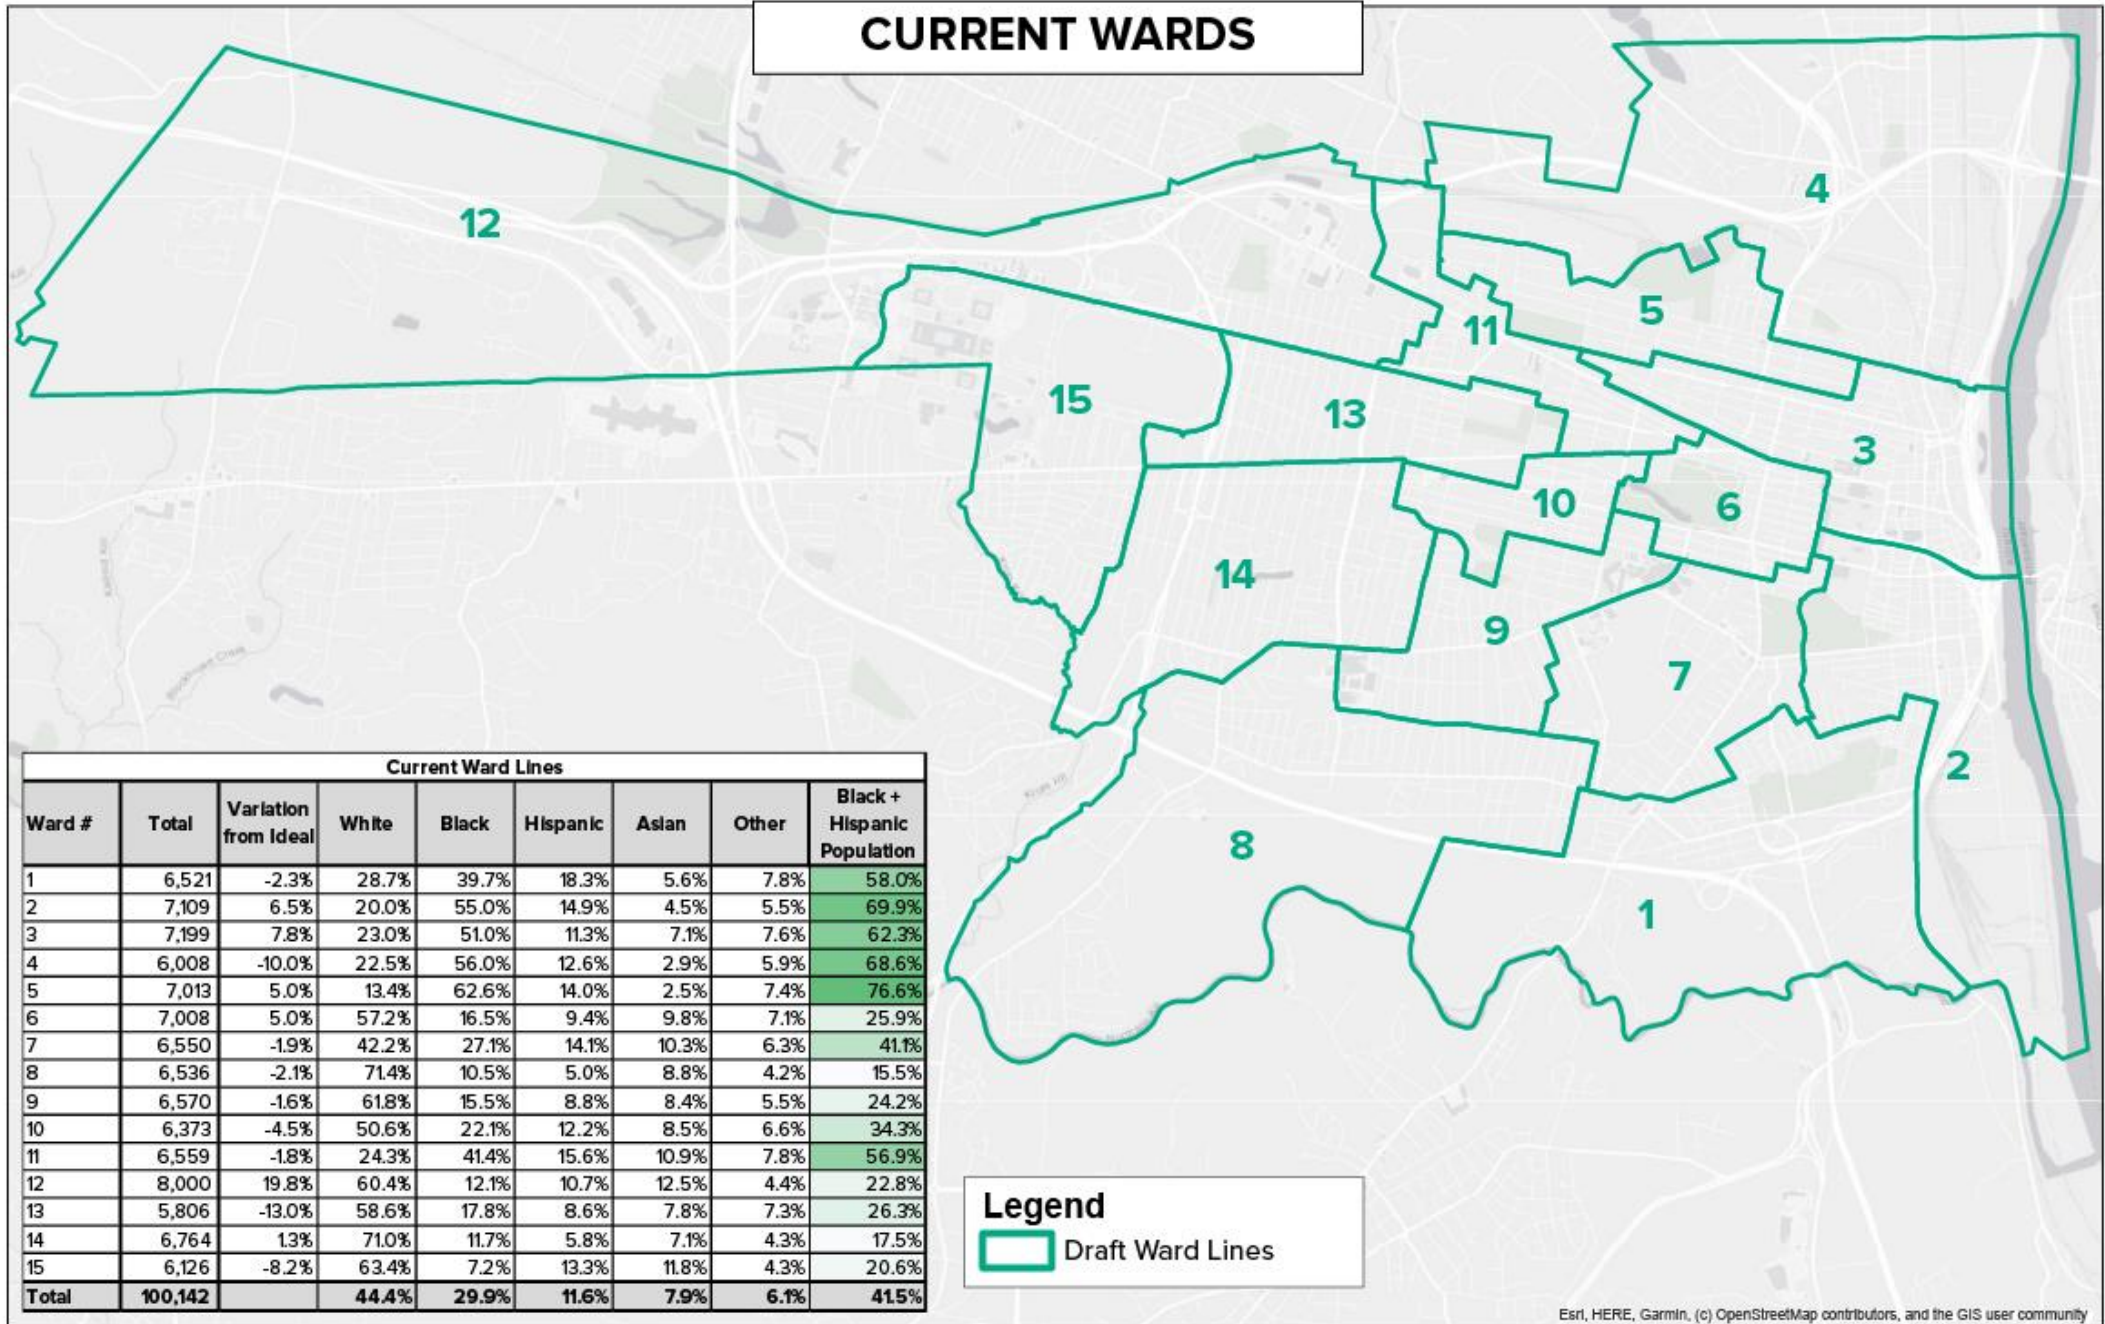 CURRENT WARDS
12
4
5
11
15
13
3
10
6
14
9
7
2
8
1
Current Ward Lines
Ward # Total Variation from Ideal White Black Hispanic Asian Other Black + Hispanic Population
1 6,521 -2.3% 28.7% 39.7% 18.3% 5.6% 7.8% 58.0%
2 7,109 6.5% 20.0% 55.0% 14.9% 4.5% 5.5% 69.9%
3 7,199 7.8% 23.0% 51.0% 11.3% 7.1% 7.6% 62.3%
4 6,008 -10.0% 22.5% 56.0% 12.6% 2.9% 5.9% 68.6%
5 7,013 5.0% 13.4% 62.6% 14.0% 2.5% 7.4% 76.6%
6 7,008 5.0% 57.2% 16.5% 9.4% 9.8% 7.1% 25.9%
7 6,550 -1.9% 42.2% 27.1% 14.1% 10.3% 6.3% 41.1%
8 6,536 -2.1% 71.4% 10.5% 5.0% 8.8% 4.2% 15.5%
9 6,570 -1.6% 61.8% 15.5% 8.8% 8.4% 5.5% 24.2%
10 6,373 -4.5% 50.6% 22.1% 12.2% 8.5% 6.6% 34.3%
11 6,559 -1.8% 24.3% 41.4% 15.6% 10.9% 7.8% 56.9%
12 8,000 19.8% 60.4% 12.1% 10.7% 12.5% 4.4% 22.8%
13 5,806 -13.0% 58.6% 17.8% 8.6% 7.8% 7.3% 26.3%
14 6,764 1.3% 71.0% 11.7% 5.8% 7.1% 4.3% 17.5%
15 6,126 -8.2% 63.4% 7.2% 13.3% 11.8% 4.3% 20.6%
Total 100,142 44.4% 29.9% 11.6% 7.9% 6.1% 41.5%
Legend
Draft Ward Lines
Esri, HERE, Garmin, (c) OpenStreetMap contributors, and the GIS user community